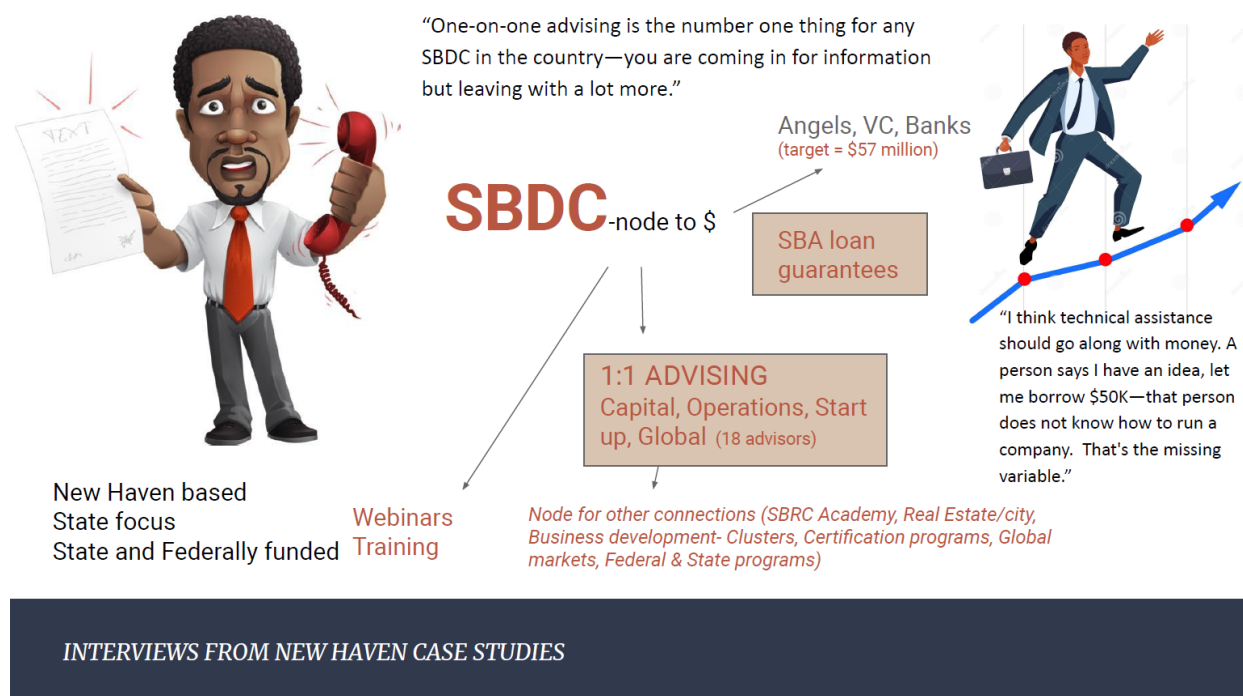 “One-on-one advising is the number one thing for any
SBDC in the country—you are coming in for information
but leaving with a lot more.”
TEXT
Angels, VC, Banks
(target = $57 million)
SBDC-node to $
SBA loan
guarantees
“I think technical assistance
should go along with money. A
person says I have an idea, let
me borrow $50K—that person
does not know how to run a
company.  That's the missing
variable.”
1:1 ADVISING
Capital, Operations, Start
up, Global (18 advisors)
New Haven based
State focus
State and Federally funded
Webinars
Training
Node for other connections (SBRC Academy, Real Estate/city,
Business development- Clusters, Certification programs, Global
markets, Federal & State programs)
INTERVIEWS FROM NEW HAVEN CASE STUDIES